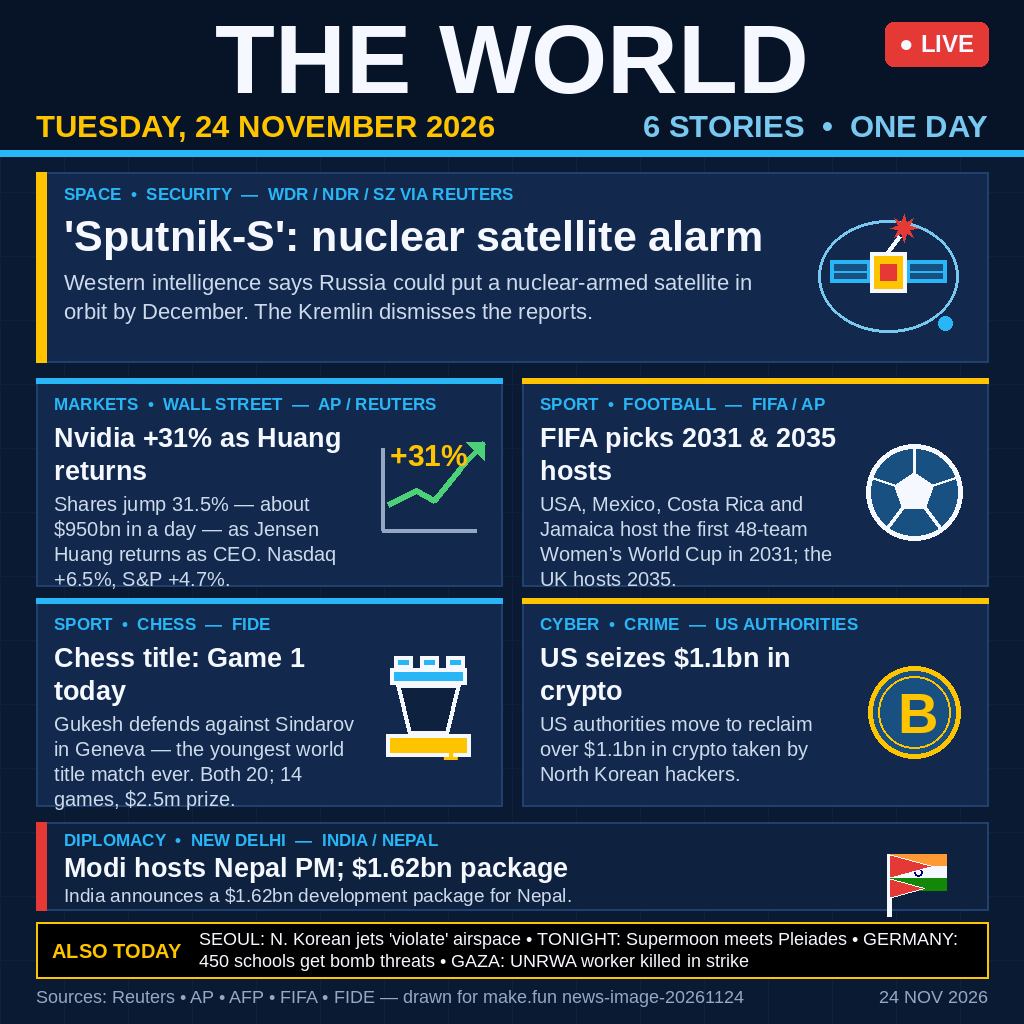 THE WORLD
● LIVE
TUESDAY, 24 NOVEMBER 2026
6 STORIES • ONE DAY
SPACE • SECURITY — WDR / NDR / SZ VIA REUTERS
'Sputnik-S': nuclear satellite alarm
Western intelligence says Russia could put a nuclear-armed satellite in
orbit by December. The Kremlin dismisses the reports.
MARKETS • WALL STREET — AP / REUTERS
Nvidia +31% as Huang
returns
Shares jump 31.5% — about
$950bn in a day — as Jensen
Huang returns as CEO. Nasdaq
+6.5%, S&P +4.7%.
+31%
SPORT • FOOTBALL — FIFA / AP
FIFA picks 2031 & 2035
hosts
USA, Mexico, Costa Rica and
Jamaica host the first 48-team
Women's World Cup in 2031; the
UK hosts 2035.
SPORT • CHESS — FIDE
Chess title: Game 1
today
Gukesh defends against Sindarov
in Geneva — the youngest world
title match ever. Both 20; 14
games, $2.5m prize.
CYBER • CRIME — US AUTHORITIES
US seizes $1.1bn in
crypto
US authorities move to reclaim
over $1.1bn in crypto taken by
North Korean hackers.
B
DIPLOMACY • NEW DELHI — INDIA / NEPAL
Modi hosts Nepal PM; $1.62bn package
India announces a $1.62bn development package for Nepal.
ALSO TODAY
SEOUL: N. Korean jets 'violate' airspace • TONIGHT: Supermoon meets Pleiades • GERMANY:
450 schools get bomb threats • GAZA: UNRWA worker killed in strike
Sources: Reuters • AP • AFP • FIFA • FIDE — drawn for make.fun news-image-20261124
24 NOV 2026